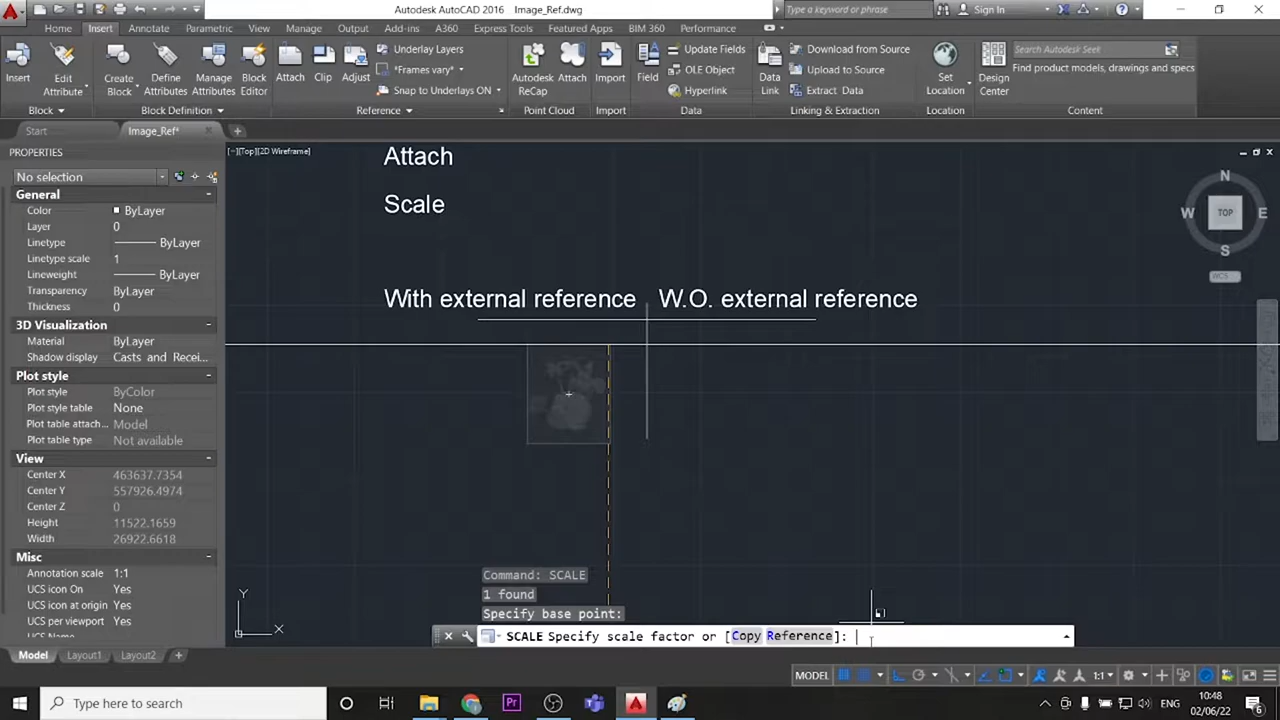 Autodesk AutoCAD 2016 Image_Ref.dwg
Type a keyword or phrase
Sign In
Home Insert Annotate Parametric View Manage Output Add-ins A360 Express Tools Featured Apps BIM 360 Performance
Insert
Edit Attribute
Create Block
Define Attributes
Manage Attributes
Block Editor
Attach
Clip
Adjust
Underlay Layers
*Frames vary*
Snap to Underlays ON
Autodesk ReCap
Attach
Import
Field
Update Fields
OLE Object
Hyperlink
Data Link
Download from Source
Upload to Source
Extract Data
Set Location
Design Center
Search Autodesk Seek
Find product models, drawings and specs
Block
Block Definition
Reference
Point Cloud
Import
Data
Linking & Extraction
Location
Content
Start
Image_Ref*
PROPERTIES
No selection
General
Color ByLayer
Layer 0
Linetype ByLayer
Linetype scale 1
Lineweight ByLayer
Transparency ByLayer
Thickness 0
3D Visualization
Material ByLayer
Shadow display Casts and Recei...
Plot style
Plot style ByColor
Plot style table None
Plot table attach... Model
Plot table type Not available
View
Center X 463637.7354
Center Y 557926.4974
Center Z 0
Height 11522.1659
Width 26922.6618
Misc
Annotation scale 1:1
UCS icon On Yes
UCS icon at origin Yes
UCS per viewport Yes
UCS Name
[−][Top][2D Wireframe]
Attach
Scale
With external reference
W.O. external reference
N
W TOP E
S
WCS
Y
X
Command: SCALE
1 found
Specify base point:
SCALE Specify scale factor or [Copy Reference]:
Model Layout1 Layout2 +
MODEL
1:1
Type here to search
Pr
ENG
10:48
02/06/22
6